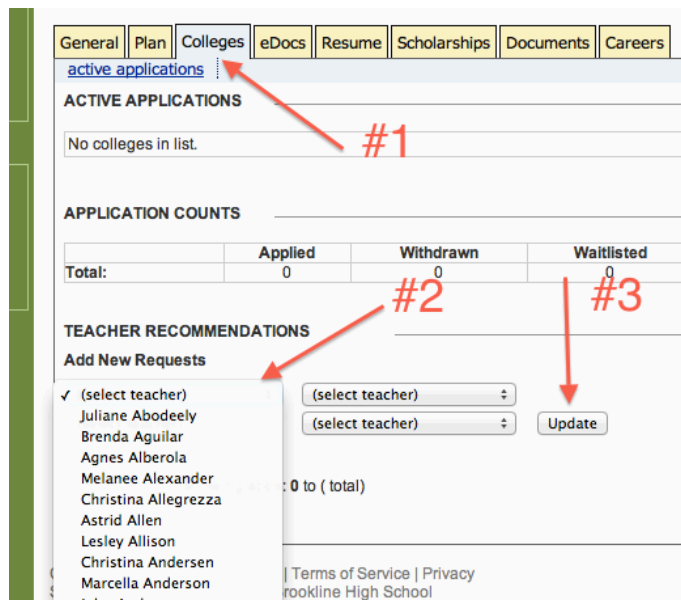 General Plan Colleges eDocs Resume Scholarships Documents Careers
active applications
ACTIVE APPLICATIONS
No colleges in list.
#1
APPLICATION COUNTS
Applied Withdrawn Waitlisted
Total: 0 0 0
#2 #3
TEACHER RECOMMENDATIONS
Add New Requests
✓ (select teacher) (select teacher)
Juliane Abodeely (select teacher) Update
Brenda Aguilar
Agnes Alberola
Melanee Alexander : 0 to ( total)
Christina Allegrezza
Astrid Allen
Lesley Allison
Christina Andersen | Terms of Service | Privacy
Marcella Anderson rookline High School